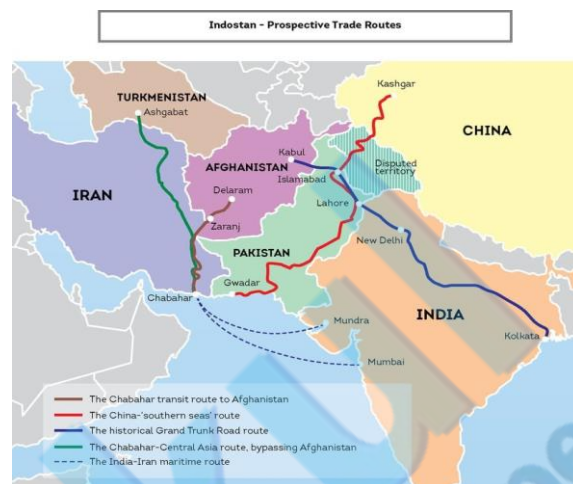 Indostan - Prospective Trade Routes
Kashgar
TURKMENISTAN
Ashgabat
CHINA
Kabul
AFGHANISTAN
Islamabad
Disputed
territory
IRAN
Delaram
Lahore
Zaranj
New Delhi
PAKISTAN
Gwadar
Chabahar
Mundra
INDIA
Kolkata
Mumbai
The Chabahar transit route to Afghanistan
The China-'southern seas' route
The historical Grand Trunk Road route
The Chabahar-Central Asia route, bypassing Afghanistan
The India-Iran maritime route